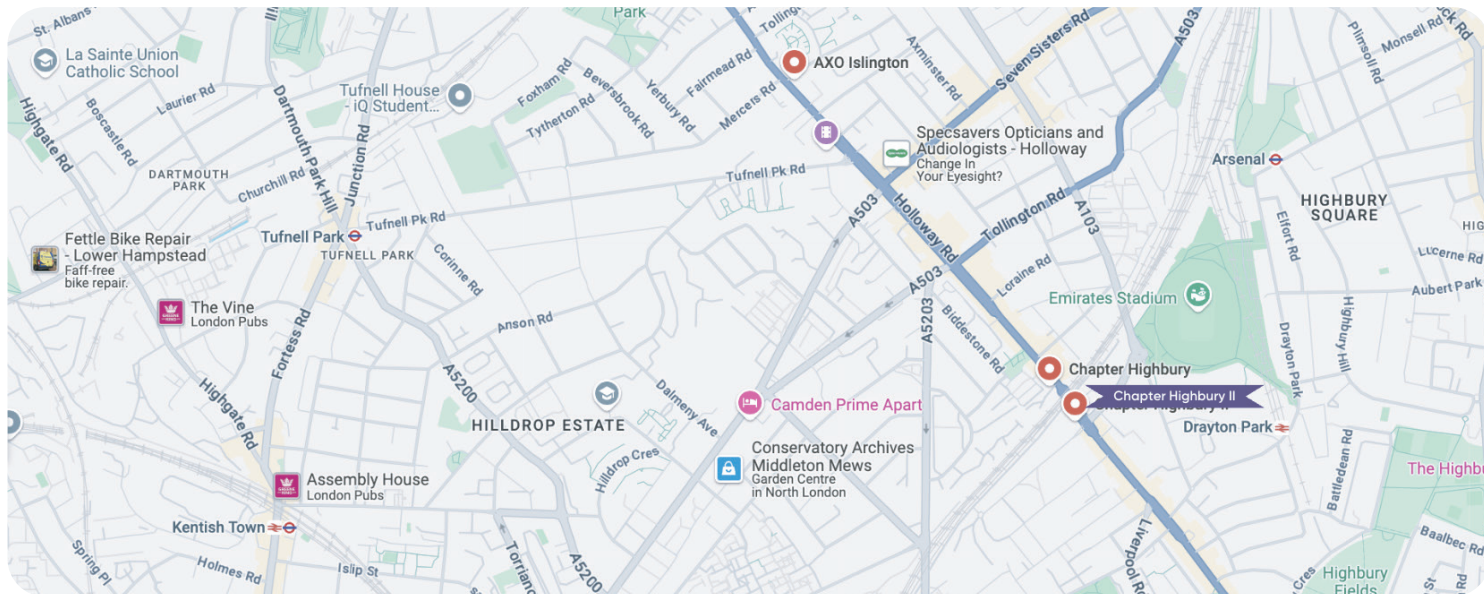 St. Albans
La Sainte Union
Catholic School
Highgate Rd
Boscastle Rd
Laurier Rd
DARTMOUTH
PARK
Churchill Rd
Dartmouth Park Hill
Junction Rd
Tufnell House
- iQ Student...
Park
Foxham Rd
Tytherton Rd
Beversbrook Rd
Yerbury Rd
Fairmead Rd
Mercers Rd
AXO Islington
Axminster Rd
Seven Sisters Rd
A503
Plimsoll Rd
Monsell Rd
Specsavers Opticians and
Audiologists - Holloway
Change In
Your Eyesight?
Arsenal
HIGHBURY
SQUARE
Tufnell Pk Rd
Tufnell Pk Rd
Tufnell Park
TUFNELL PARK
Fettle Bike Repair
- Lower Hampstead
Faff-free
bike repair.
The Vine
London Pubs
Corinne Rd
Anson Rd
A503
Holloway Rd
Tollington Rd
A103
Loraine Rd
A503
A5203
Biddestone Rd
Emirates Stadium
Elfort Rd
Lucerne Rd
Aubert Park
Highbury Hill
Drayton Park
Fortess Rd
Highgate Rd
A5200
HILLDROP ESTATE
Dalmeny Ave
Hilldrop Cres
Camden Prime Apart
Chapter Highbury
Chapter Highbury II
Drayton Park
Conservatory Archives
Middleton Mews
Garden Centre
in North London
Assembly House
London Pubs
Kentish Town
Spring Pl
Holmes Rd
Islip St
A5200
Battledean Rd
Baalbec Rd
Highbury
Fields